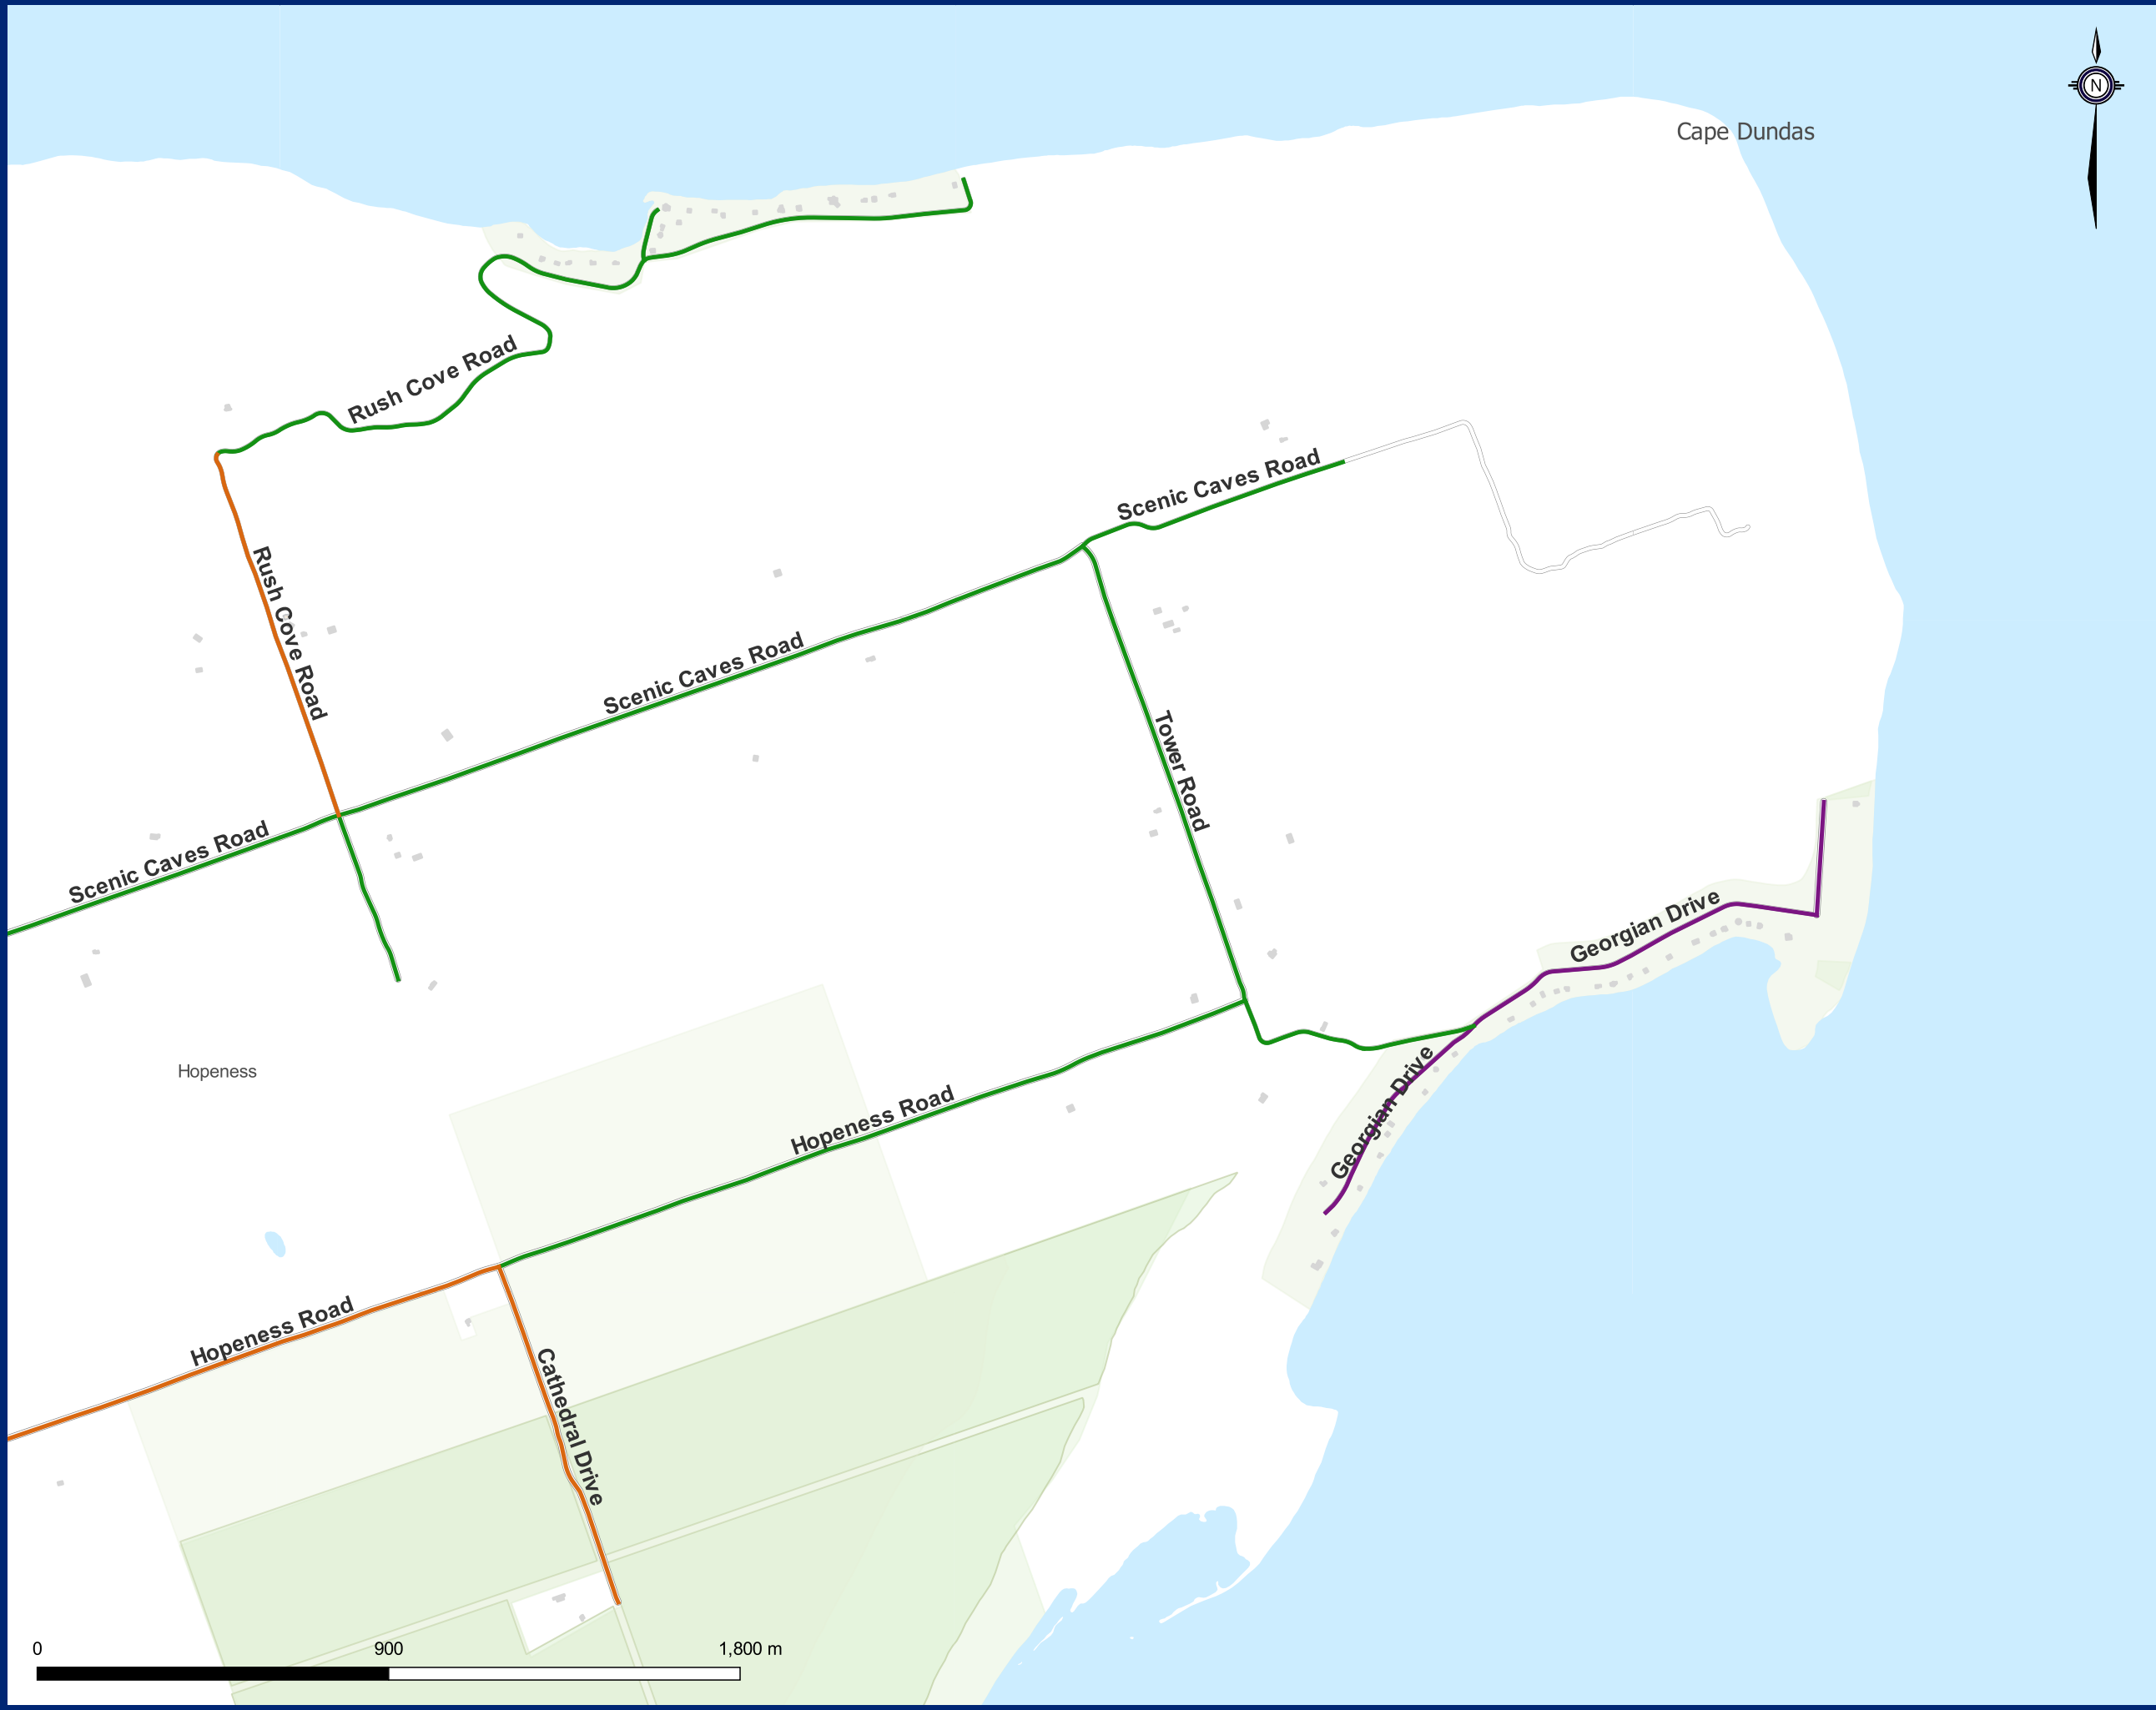 N
Cape Dundas
Rush Cove Road
Scenic Caves Road
Rush Cove Road
Scenic Caves Road
Tower Road
Scenic Caves Road
Georgian Drive
Georgian Drive
Hopeness
Hopeness Road
Hopeness Road
Cathedral Drive
0 900 1,800 m